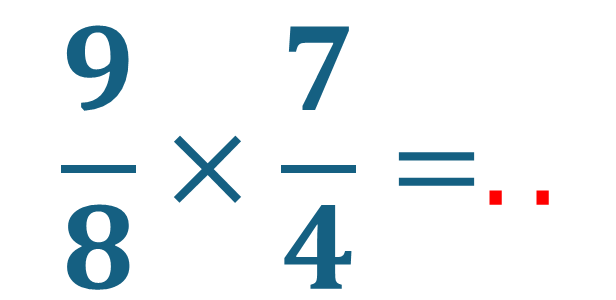 9/8 × 7/4 = ..